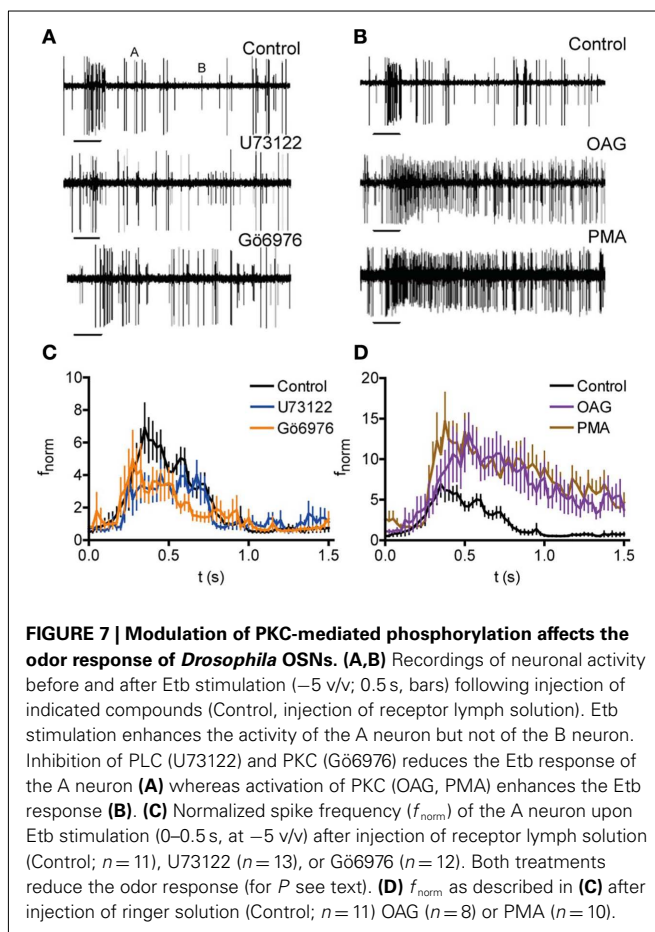 A
B
Control
Control
A
B
U73122
OAG
Gö6976
PMA
C
D
10
8
6
4
2
0
f norm
Control
U73122
Gö6976
0.0
0.5
1.0
1.5
t (s)
20
15
10
5
0
f norm
Control
OAG
PMA
0.0
0.5
1.0
1.5
t (s)
FIGURE 7 | Modulation of PKC-mediated phosphorylation affects the
odor response of Drosophila OSNs. (A,B) Recordings of neuronal activity
before and after Etb stimulation (−5 v/v; 0.5 s, bars) following injection of
indicated compounds (Control, injection of receptor lymph solution). Etb
stimulation enhances the activity of the A neuron but not of the B neuron.
Inhibition of PLC (U73122) and PKC (Gö6976) reduces the Etb response of
the A neuron (A) whereas activation of PKC (OAG, PMA) enhances the Etb
response (B). (C) Normalized spike frequency (f norm) of the A neuron upon
Etb stimulation (0–0.5 s, at −5 v/v) after injection of receptor lymph solution
(Control; n = 11), U73122 (n = 13), or Gö6976 (n = 12). Both treatments
reduce the odor response (for P see text). (D) f norm as described in (C) after
injection of ringer solution (Control; n = 11) OAG (n = 8) or PMA (n = 10).